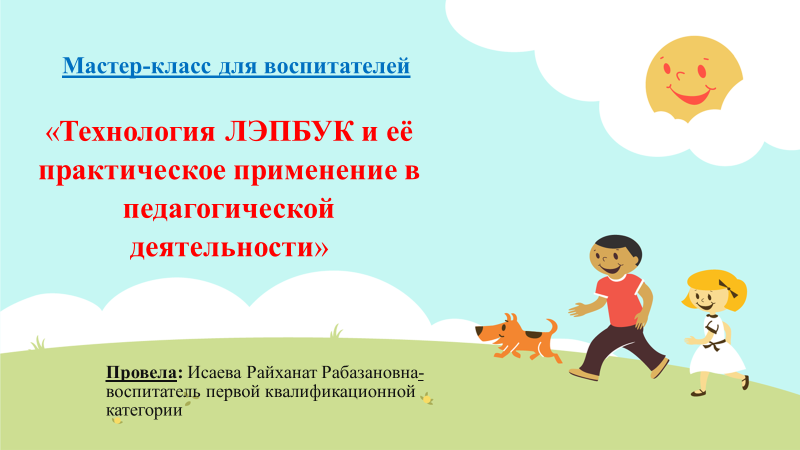 Мастер-класс для воспитателей
«Технология ЛЭПБУК и её
практическое применение в
педагогической
деятельности»
Провела: Исаева Райханат Рабазановна-
воспитатель первой квалификационной
категории